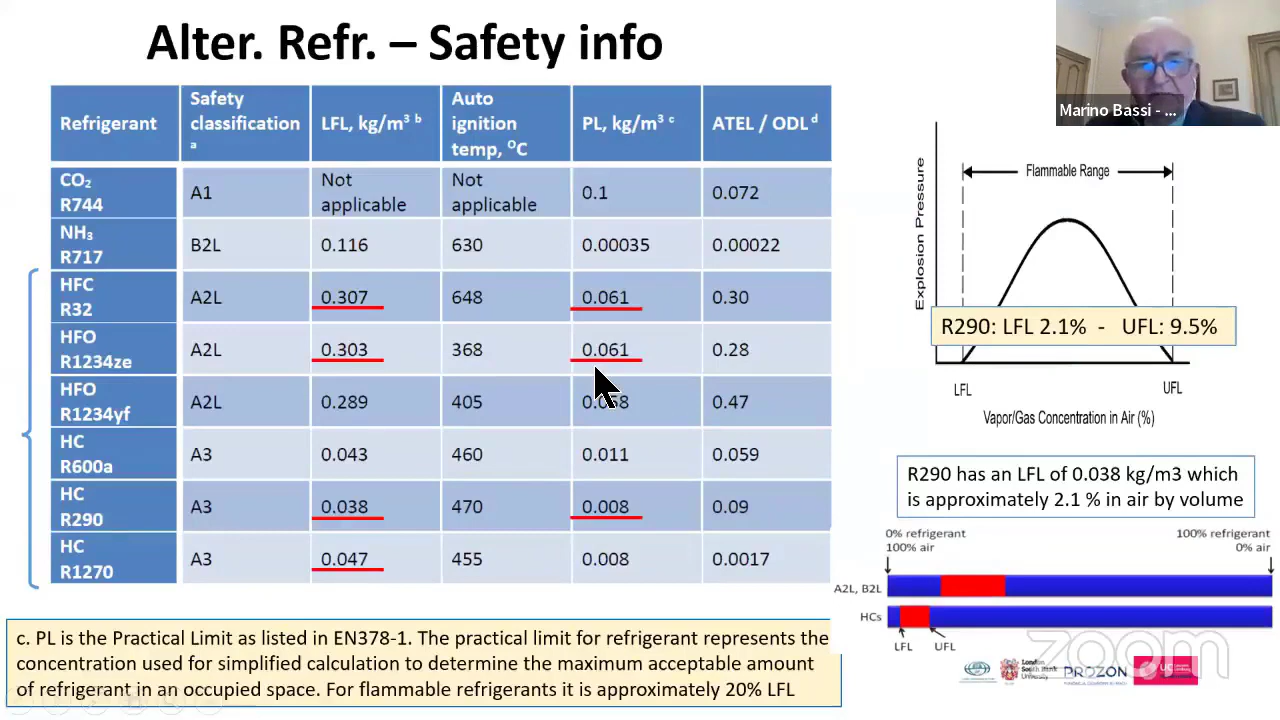 Alter. Refr. – Safety info
Marino Bassi - ...
Refrigerant
Safety classification a
LFL, kg/m³ b
Auto ignition temp, ᴼC
PL, kg/m³ c
ATEL / ODL d
CO₂ R744
A1
Not applicable
Not applicable
0.1
0.072
NH₃ R717
B2L
0.116
630
0.00035
0.00022
HFC R32
A2L
0.307
648
0.061
0.30
HFO R1234ze
A2L
0.303
368
0.061
0.28
HFO R1234yf
A2L
0.289
405
0.47
HC R600a
A3
0.043
460
0.011
0.059
HC R290
A3
0.038
470
0.008
0.09
HC R1270
A3
0.047
455
0.008
0.0017
c. PL is the Practical Limit as listed in EN378-1. The practical limit for refrigerant represents the
concentration used for simplified calculation to determine the maximum acceptable amount
of refrigerant in an occupied space. For flammable refrigerants it is approximately 20% LFL
Explosion Pressure
Flammable Range
R290: LFL 2.1% - UFL: 9.5%
LFL
UFL
Vapor/Gas Concentration in Air (%)
R290 has an LFL of 0.038 kg/m3 which
is approximately 2.1 % in air by volume
0% refrigerant
100% air
100% refrigerant
0% air
A2L, B2L
HCs
LFL
UFL
zoom
London
South Bank
University
PROZON